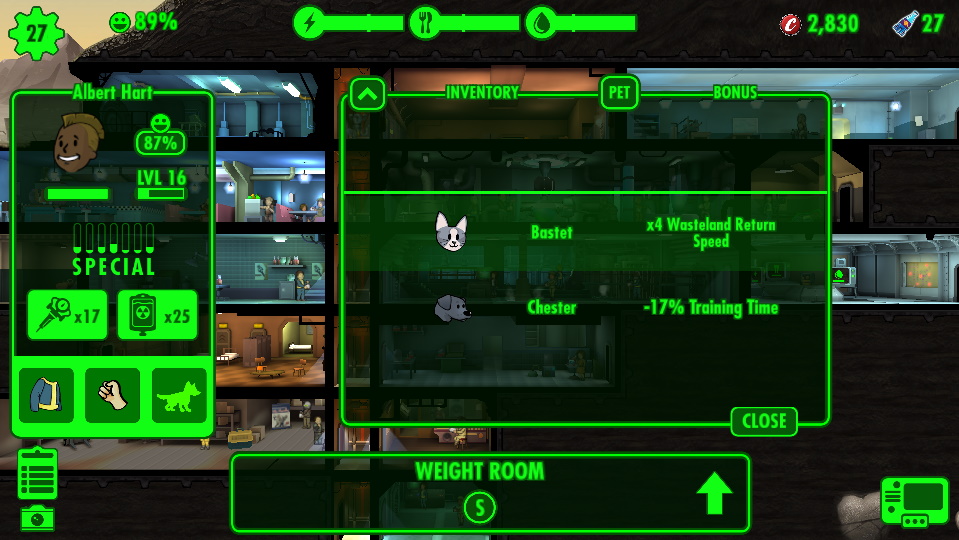 27
89%
2,830
27
Albert Hart
87%
LVL 16
SPECIAL
x17
x25
INVENTORY
PET
BONUS
Bastet
x4 Wasteland Return
Speed
Chester
-17% Training Time
CLOSE
WEIGHT ROOM
S